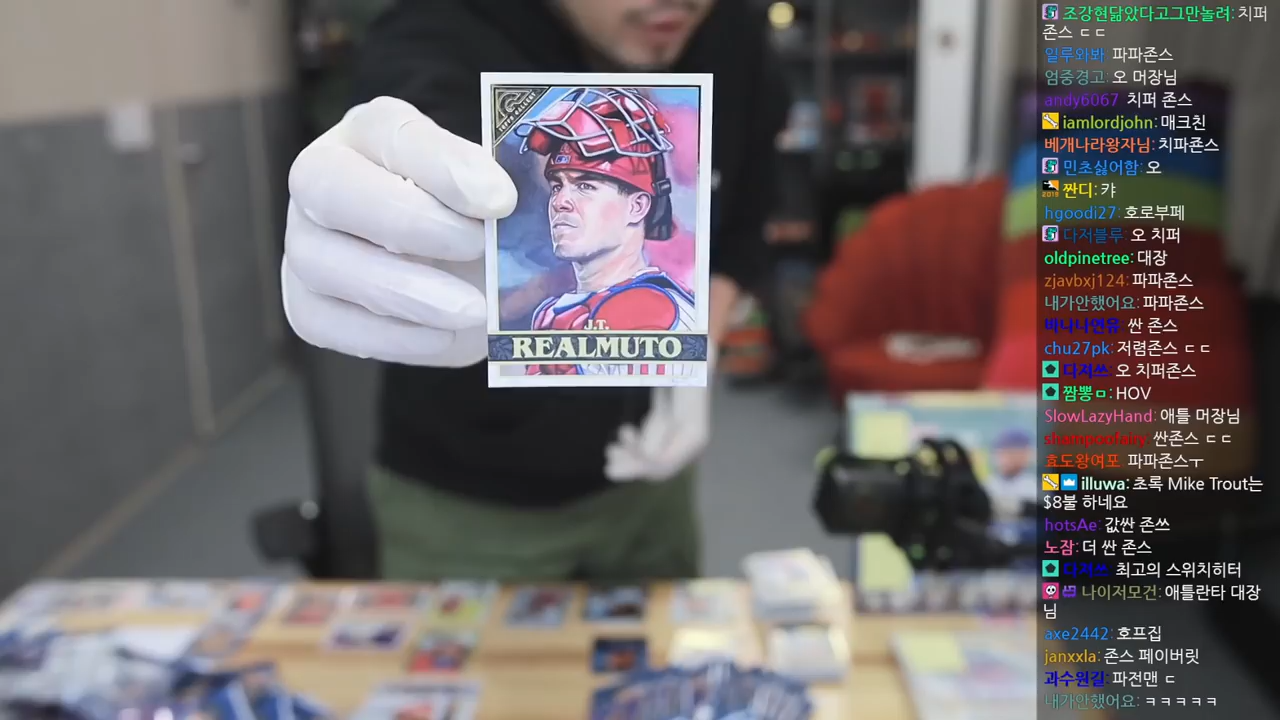 J.T.
REALMUTO
조강현닮았다고그만놀려: 치퍼
존스 ㄷㄷ
일루와봐: 파파존스
엄중경고: 오 머장님
andy6067: 치퍼 존스
iamlordjohn: 매크친
베개나라왕자님: 치파죤스
민초싫어함: 오
짠디: 캬
hgoodi27: 호로부페
다저블루: 오 치퍼
oldpinetree: 대장
zjavbxj124: 파파존스
내가안했어요: 파파존스
바나나연유: 싼 존스
chu27pk: 저렴존스 ㄷㄷ
다저쓰: 오 치퍼존스
짬뽕ㅁ: HOV
SlowLazyHand: 애틀 머장님
shampoofairy: 싼존스 ㄷㄷ
효도왕여포: 파파존스ㅜ
illuwa: 초록 Mike Trout는
$8불 하네요
hotsAe: 값싼 존쓰
노잠: 더 싼 존스
다저쓰: 최고의 스위치히터
나이저모건: 애틀란타 대장
님
axe2442: 호프집
janxxla: 존스 페이버릿
과수원길: 파전맨 ㄷ
내가안했어요: ㅋㅋㅋㅋㅋ